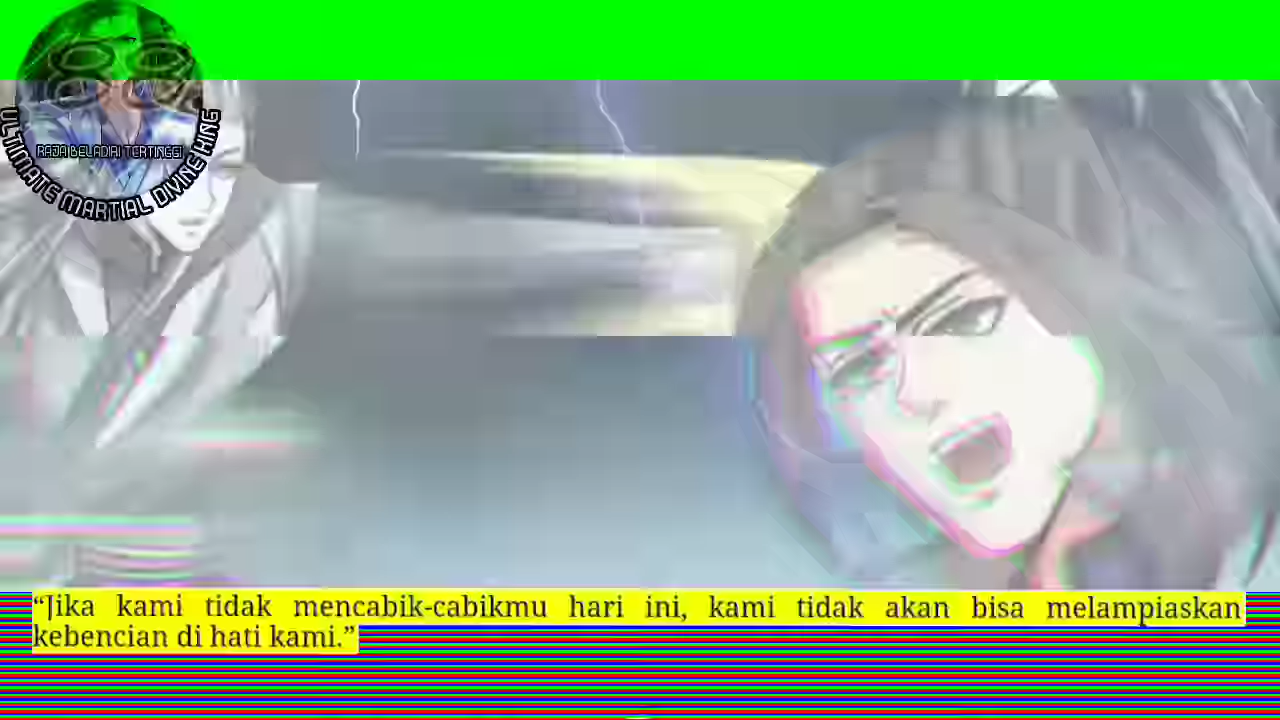 RAJA BELADIRI TERTINGGI
ULTIMATE MARTIAL DIVINE KING
“Jika kami tidak mencabik-cabikmu hari ini, kami tidak akan bisa melampiaskan
kebencian di hati kami.”